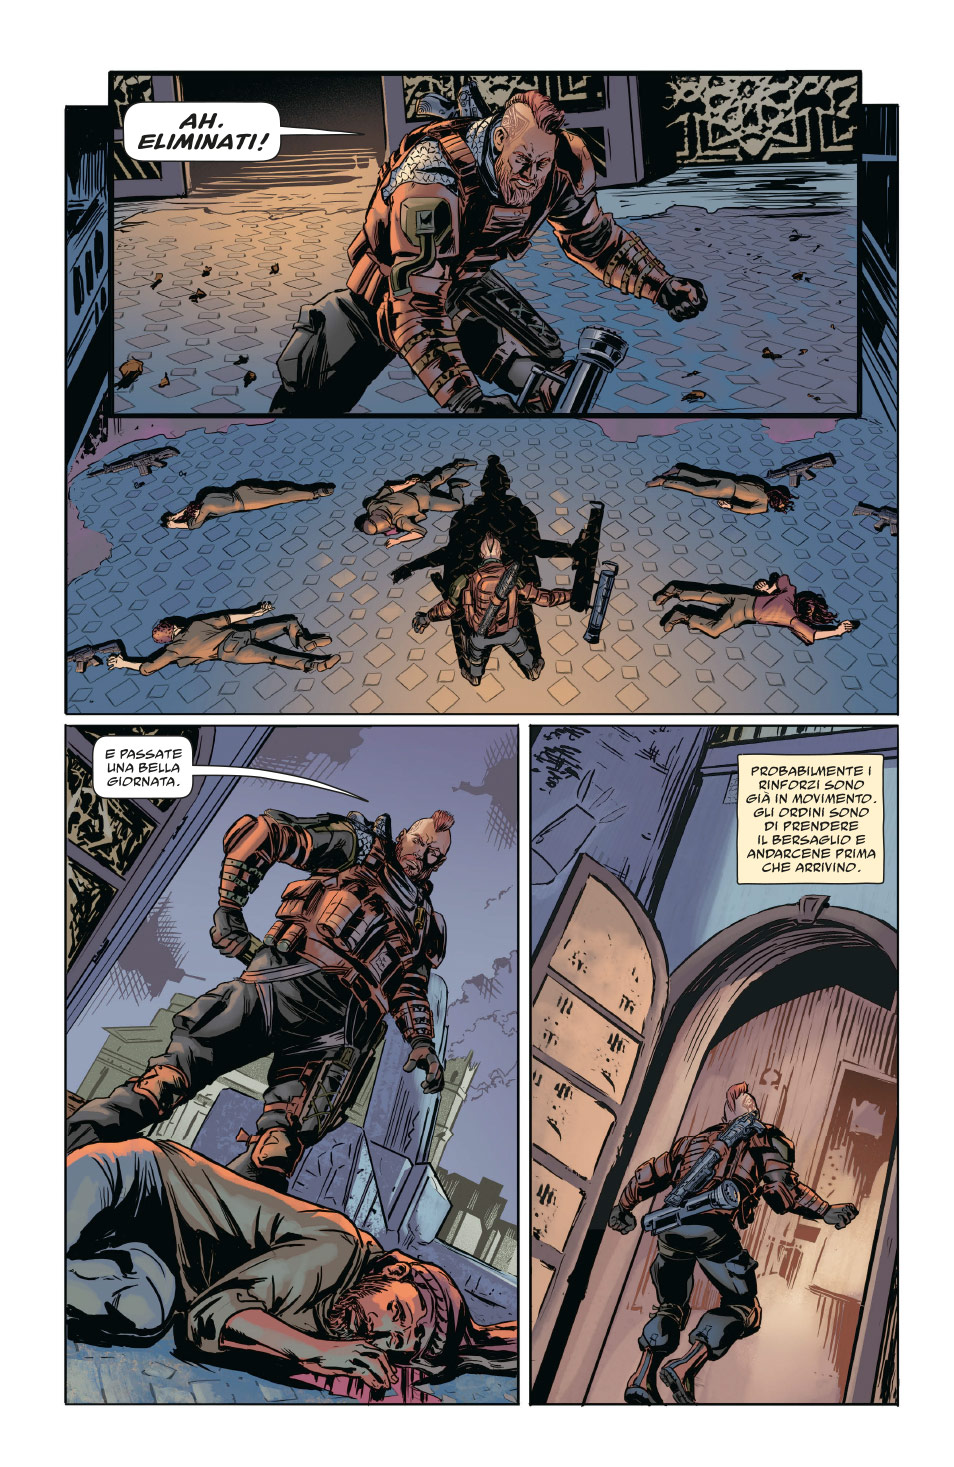 AH.
ELIMINATI!
E PASSATE
UNA BELLA
GIORNATA.
PROBABILMENTE I
RINFORZI SONO
GIÀ IN MOVIMENTO.
GLI ORDINI SONO
DI PRENDERE
IL BERSAGLIO E
ANDARCENE PRIMA
CHE ARRIVINO.